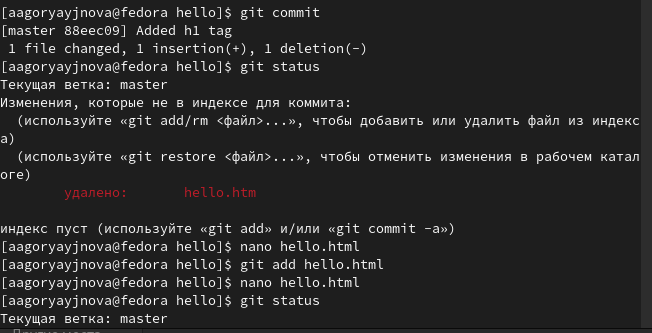 [aagoryayjnova@fedora hello]$ git commit
[master 88eec09] Added h1 tag
 1 file changed, 1 insertion(+), 1 deletion(-)
[aagoryayjnova@fedora hello]$ git status
Текущая ветка: master
Изменения, которые не в индексе для коммита:
  (используйте «git add/rm <файл>...», чтобы добавить или удалить файл из индекс
а)
  (используйте «git restore <файл>...», чтобы отменить изменения в рабочем катал
оге)
        удалено:       hello.htm

индекс пуст (используйте «git add» и/или «git commit -a»)
[aagoryayjnova@fedora hello]$ nano hello.html
[aagoryayjnova@fedora hello]$ git add hello.html
[aagoryayjnova@fedora hello]$ nano hello.html
[aagoryayjnova@fedora hello]$ git status
Текущая ветка: master